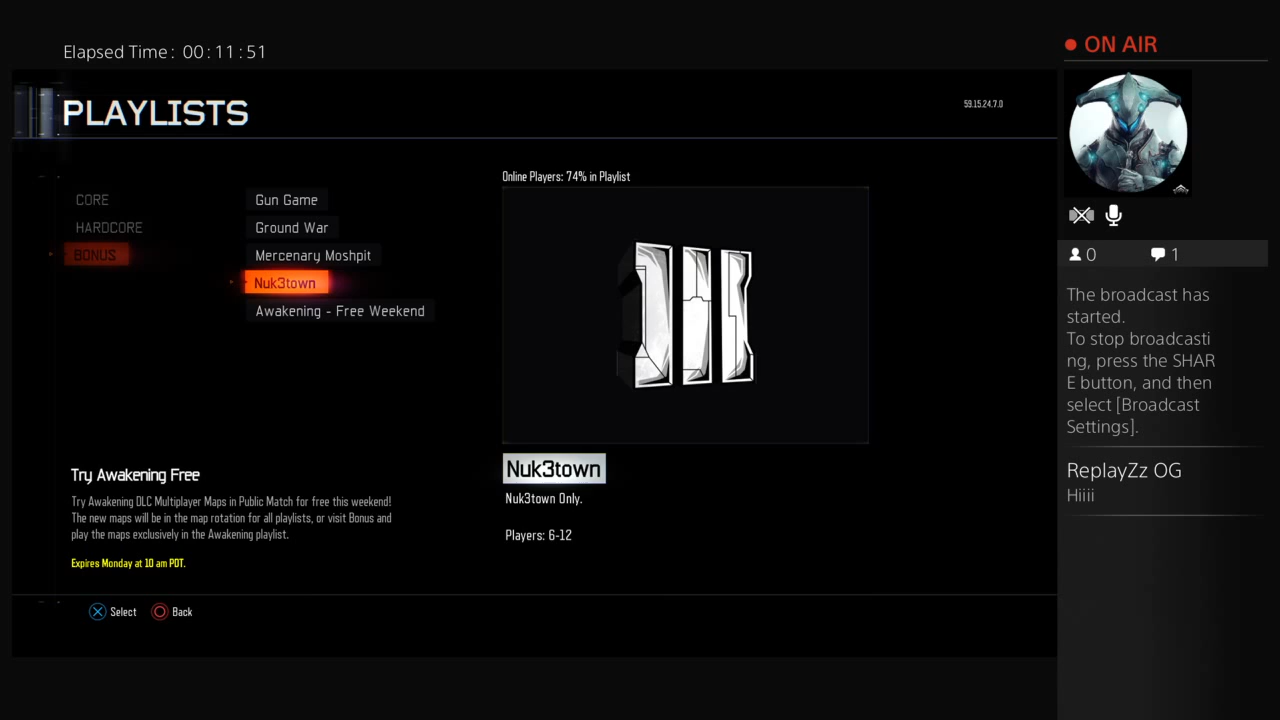 Elapsed Time: 00:11:51
PLAYLISTS
59.15.24.7.0
CORE
HARDCORE
BONUS
Gun Game
Ground War
Mercenary Moshpit
Nuk3town
Awakening - Free Weekend
Online Players: 74% in Playlist
Nuk3town
Nuk3town Only.
Players: 6-12
Try Awakening Free
Try Awakening DLC Multiplayer Maps in Public Match for free this weekend!
The new maps will be in the map rotation for all playlists, or visit Bonus and
play the maps exclusively in the Awakening playlist.
Expires Monday at 10 am PDT.
Select
Back
ON AIR
0
1
The broadcast has
started.
To stop broadcasti
ng, press the SHAR
E button, and then
select [Broadcast
Settings].
ReplayZz OG
Hiiii